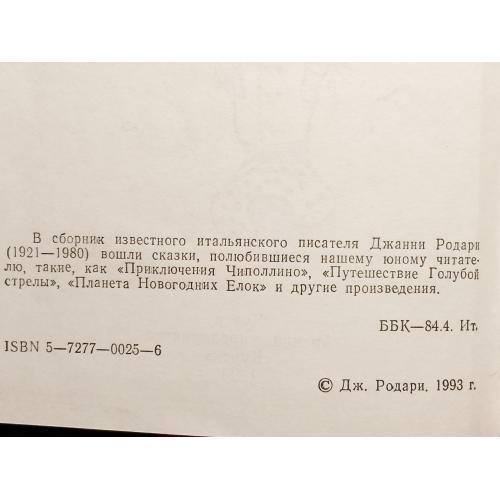 В сборник известного итальянского писателя Джанни Родари
(1921—1980) вошли сказки, полюбившиеся нашему юному читате-
лю, такие, как «Приключения Чиполлино», «Путешествие Голубой
стрелы», «Планета Новогодних Елок» и другие произведения.
ББК—84.4. Ит.
ISBN 5—7277—0025—6
© Дж. Родари, 1993 г.